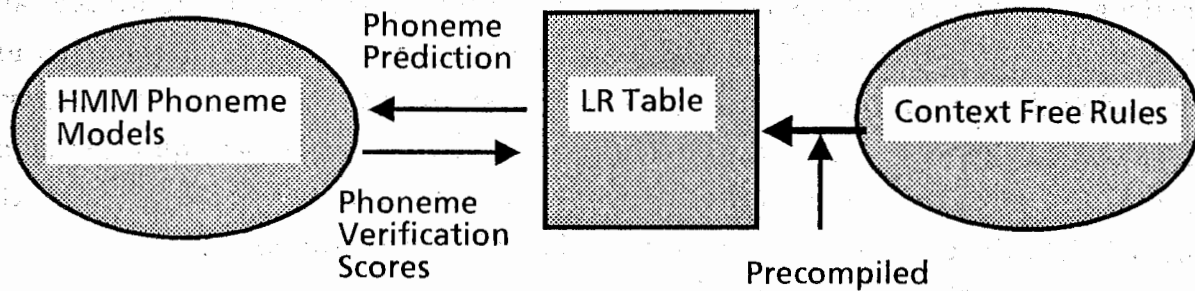 Phoneme
Prediction
HMM Phoneme
Models
LR Table
Context Free Rules
Phoneme
Verification
Scores
Precompiled